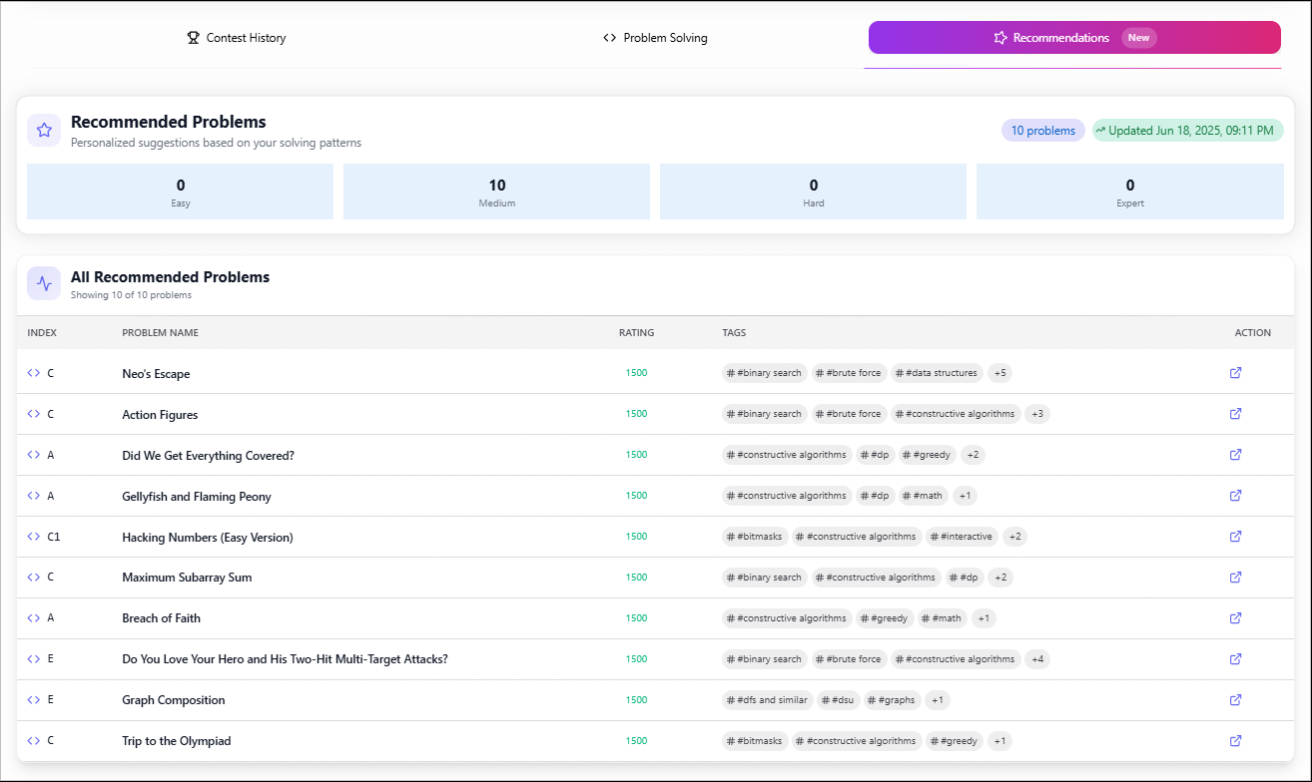 Contest History
Problem Solving
Recommendations New
Recommended Problems
Personalized suggestions based on your solving patterns
10 problems
Updated Jun 18, 2025, 09:11 PM
0
Easy
10
Medium
0
Hard
0
Expert
All Recommended Problems
Showing 10 of 10 problems
INDEX PROBLEM NAME RATING TAGS ACTION
<> C Neo's Escape 1500 # #binary search # #brute force # #data structures +5
<> C Action Figures 1500 # #binary search # #brute force # #constructive algorithms +3
<> A Did We Get Everything Covered? 1500 # #constructive algorithms # #dp # #greedy +2
<> A Gellyfish and Flaming Peony 1500 # #constructive algorithms # #dp # #math +1
<> C1 Hacking Numbers (Easy Version) 1500 # #bitmasks # #constructive algorithms # #interactive +2
<> C Maximum Subarray Sum 1500 # #binary search # #constructive algorithms # #dp +2
<> A Breach of Faith 1500 # #constructive algorithms # #greedy # #math +1
<> E Do You Love Your Hero and His Two-Hit Multi-Target Attacks? 1500 # #binary search # #brute force # #constructive algorithms +4
<> E Graph Composition 1500 # #dfs and similar # #dsu # #graphs +1
<> C Trip to the Olympiad 1500 # #bitmasks # #constructive algorithms # #greedy +1